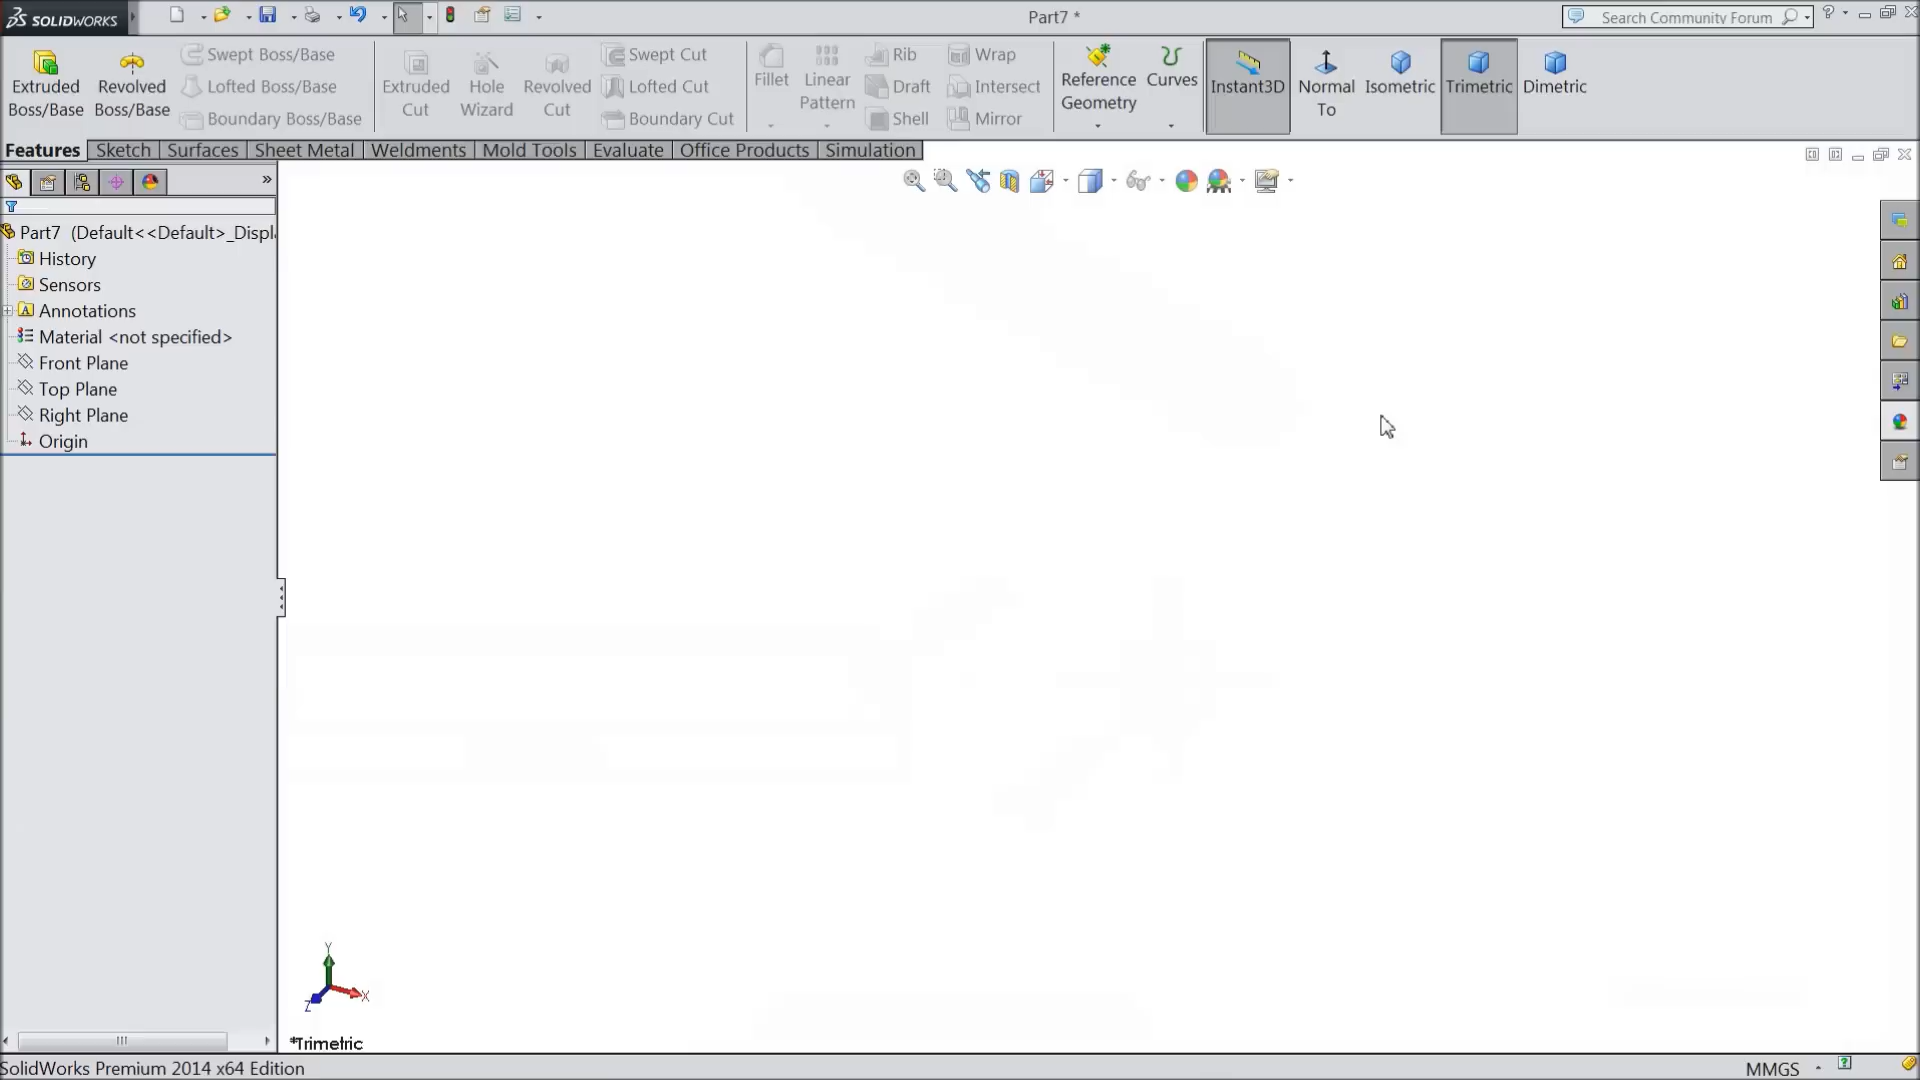 SOLIDWORKS
Part7 *
Search Community Forum
Extruded Boss/Base
Revolved Boss/Base
Swept Boss/Base
Lofted Boss/Base
Boundary Boss/Base
Extruded Cut
Hole Wizard
Revolved Cut
Swept Cut
Lofted Cut
Boundary Cut
Fillet
Linear Pattern
Rib
Draft
Shell
Wrap
Intersect
Mirror
Reference Geometry
Curves
Instant3D
Normal To
Isometric
Trimetric
Dimetric
Features
Sketch
Surfaces
Sheet Metal
Weldments
Mold Tools
Evaluate
Office Products
Simulation
Part7 (Default<<Default>_Displ
History
Sensors
Annotations
Material <not specified>
Front Plane
Top Plane
Right Plane
Origin
Y
X
Z
*Trimetric
SolidWorks Premium 2014 x64 Edition
MMGS